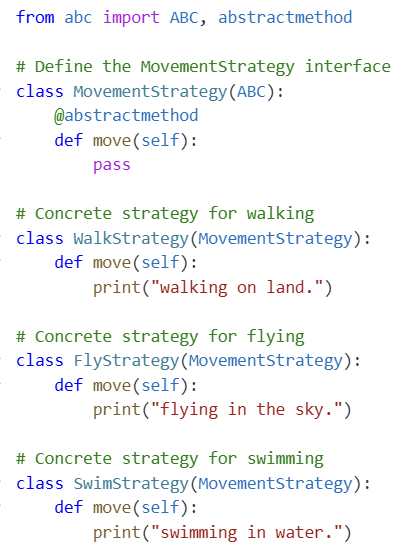 from abc import ABC, abstractmethod
# Define the MovementStrategy interface
class MovementStrategy(ABC):
    @abstractmethod
    def move(self):
        pass
# Concrete strategy for walking
class WalkStrategy(MovementStrategy):
    def move(self):
        print("walking on land.")
# Concrete strategy for flying
class FlyStrategy(MovementStrategy):
    def move(self):
        print("flying in the sky.")
# Concrete strategy for swimming
class SwimStrategy(MovementStrategy):
    def move(self):
        print("swimming in water.")